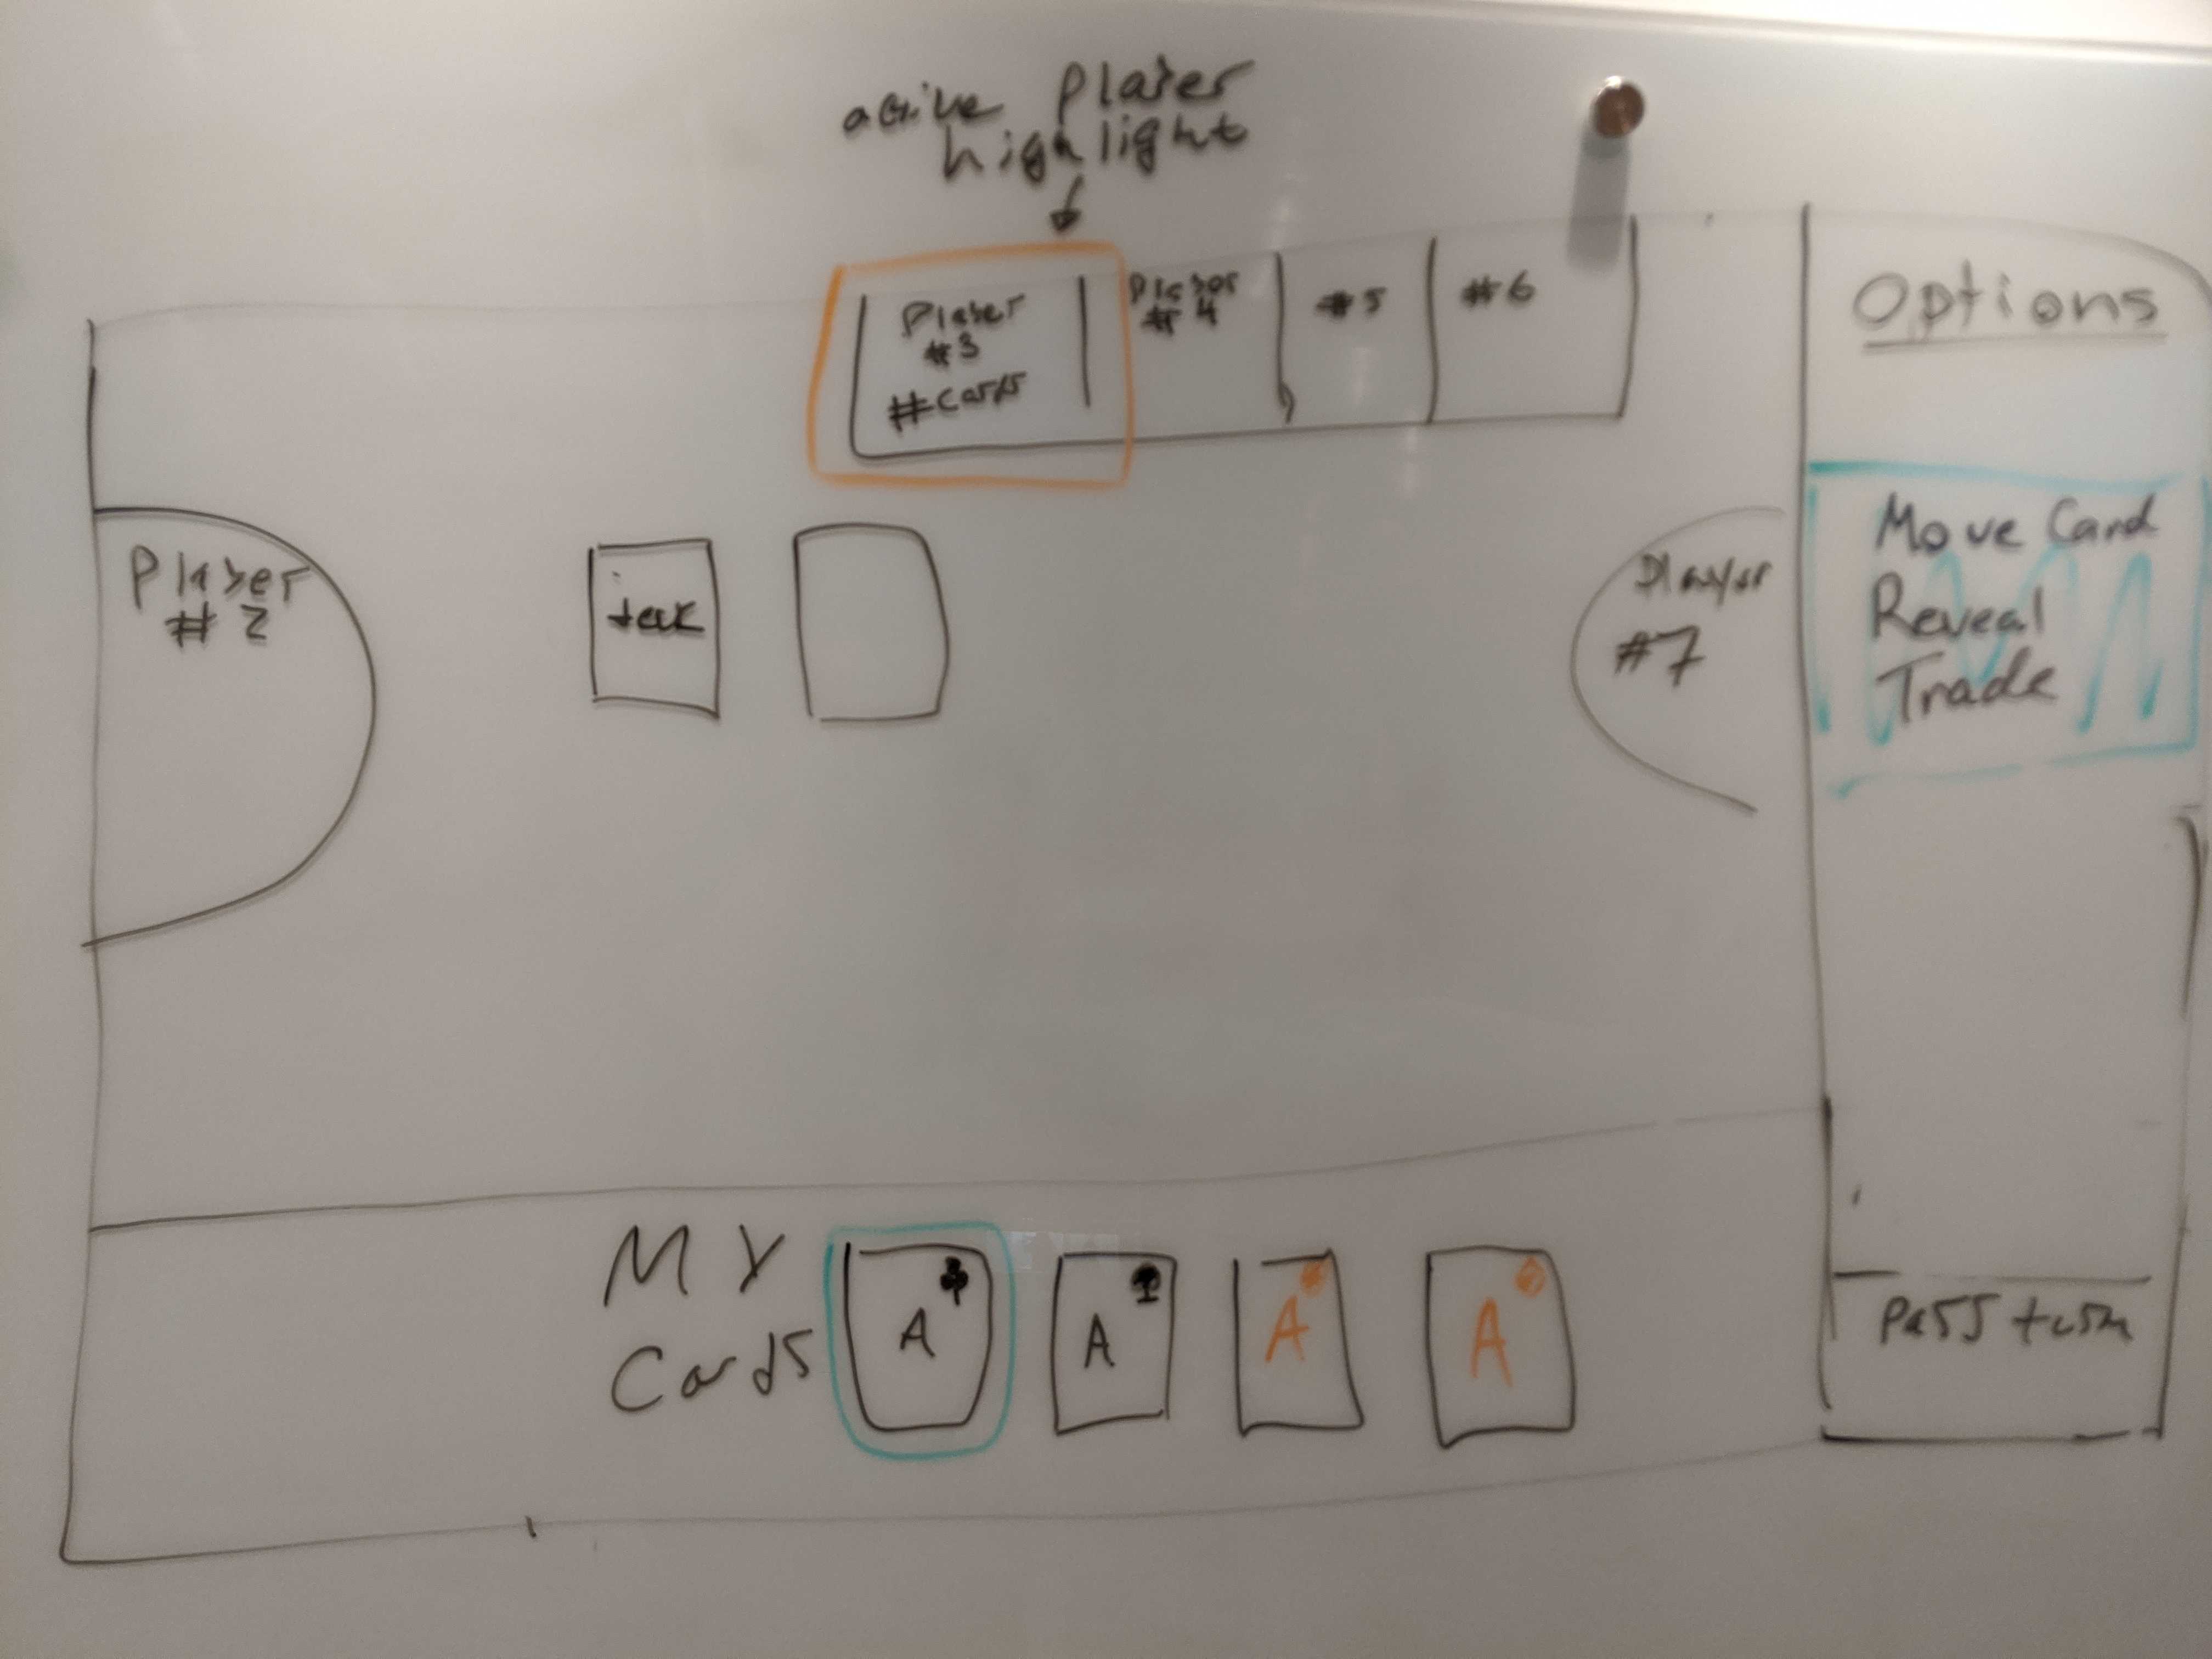 active Player
highlight
Player
#3
#cards
Player
#4
#5
#6
Options
Player
#2
Player
#7
Move Card
Reveal
Trade
My
Cards
A
A
A
A
Pass turn